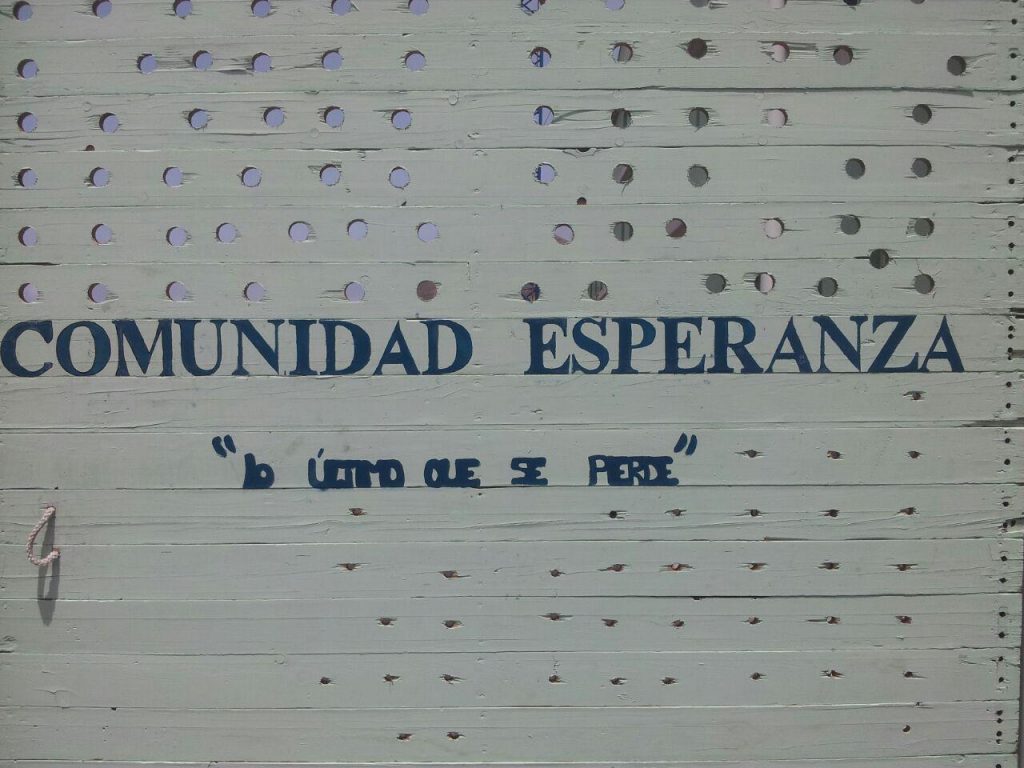 COMUNIDAD ESPERANZA
"lo ÚLTIMO QUE SE PIERDE"